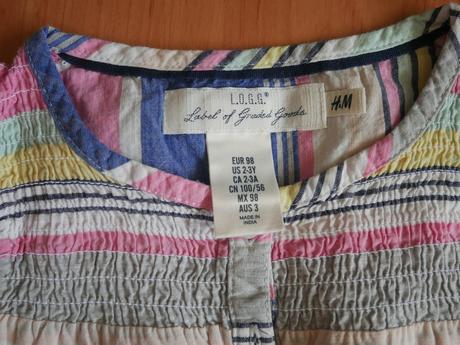 L.O.G.G.®
Label of Graded Goods
H&M
EUR 98
US 2-3Y
CA 2-3A
CN 100/56
MX 98
AUS 3
MADE IN
INDIA